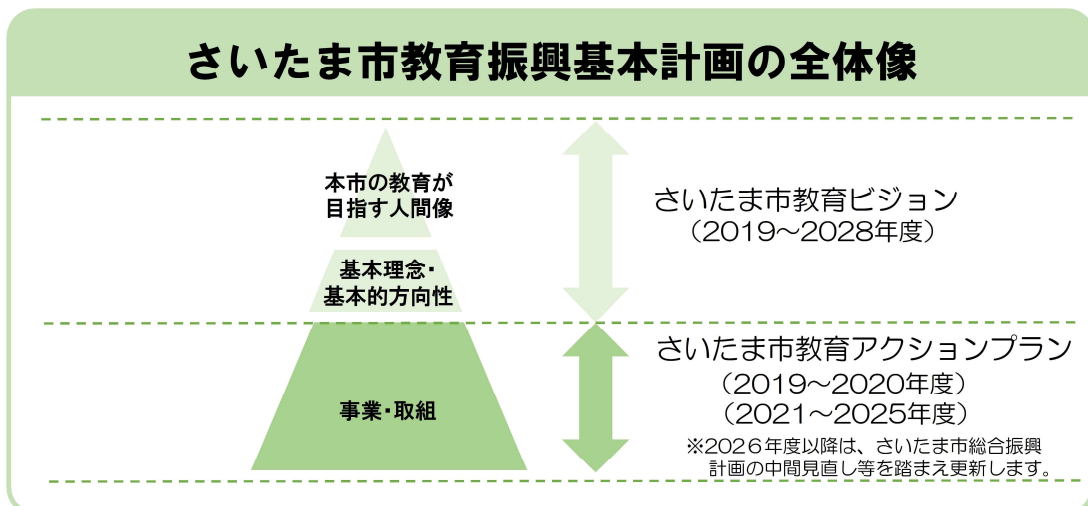 さいたま市教育振興基本計画の全体像
本市の教育が
目指す人間像
基本理念・
基本的方向性
事業・取組
さいたま市教育ビジョン
（2019～2028年度）
さいたま市教育アクションプラン
（2019～2020年度）
（2021～2025年度）
※2026年度以降は、さいたま市総合振興
計画の中間見直し等を踏まえ更新します。